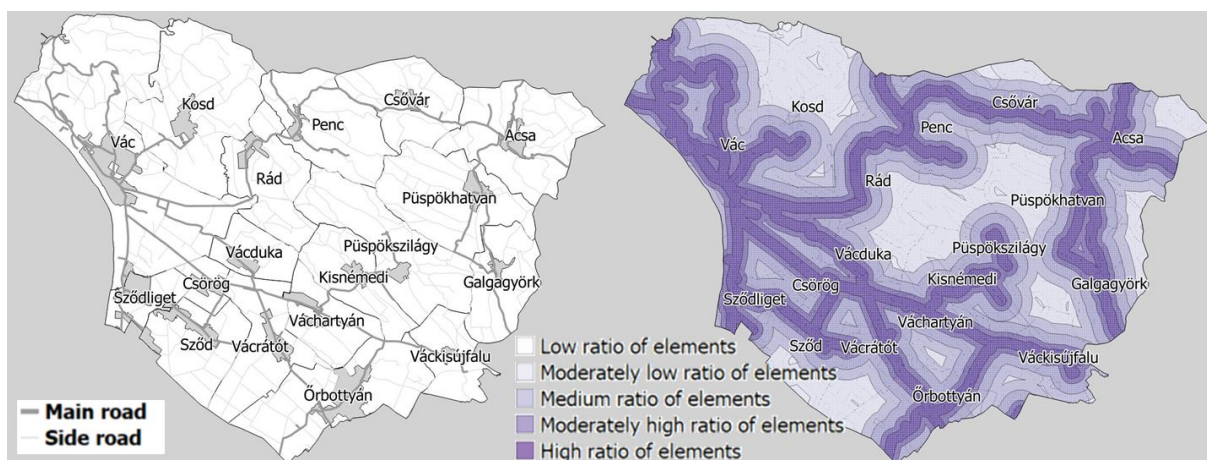 Kosd
Csővár
Penc
Acsa
Vác
Rád
Püspökhatvan
Vácduka
Püspökszilágy
Csörög
Kisnémedi
Galgagyörk
Sződliget
Váchartyán
Sződ
Vácrátót
Váckisújfalu
Őrbottyán
Main road
Side road
Low ratio of elements
Moderately low ratio of elements
Medium ratio of elements
Moderately high ratio of elements
High ratio of elements
Kosd
Csővár
Penc
Acsa
Vác
Rád
Püspökhatvan
Püspökszilágy
Vácduka
Kisnémedi
Csörög
Galgagyörk
Sződliget
Váchartyán
Sződ
Vácrátót
Váckisújfalu
Őrbottyán